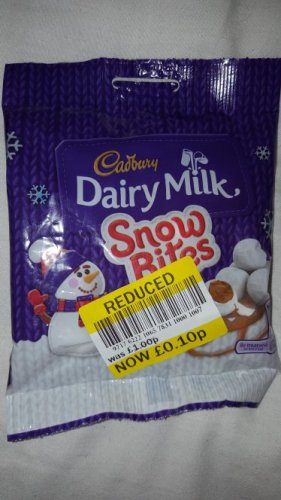 Cadbury
Dairy Milk
Snow
Bites
REDUCED
was £1.00p
NOW £0.10p